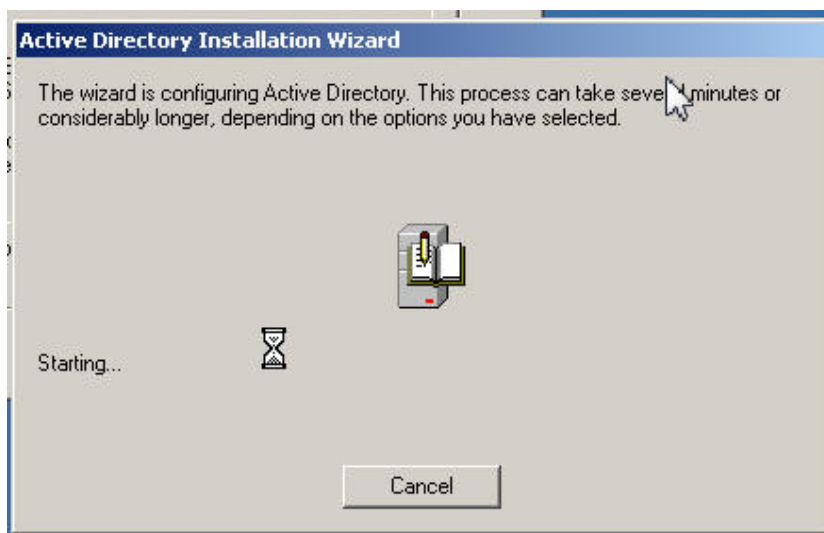 Active Directory Installation Wizard
The wizard is configuring Active Directory. This process can take several minutes or
considerably longer, depending on the options you have selected.
Starting...
Cancel